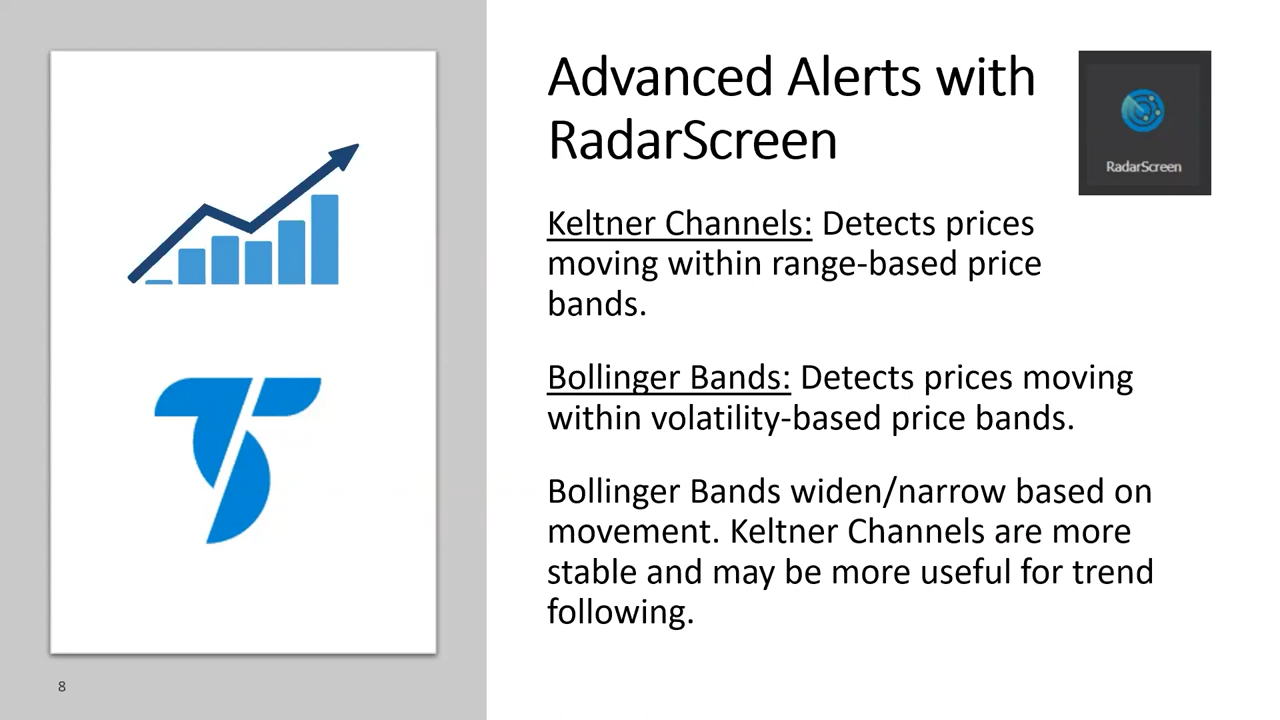 Advanced Alerts with
RadarScreen
RadarScreen
Keltner Channels: Detects prices
moving within range-based price
bands.
Bollinger Bands: Detects prices moving
within volatility-based price bands.
Bollinger Bands widen/narrow based on
movement. Keltner Channels are more
stable and may be more useful for trend
following.
8